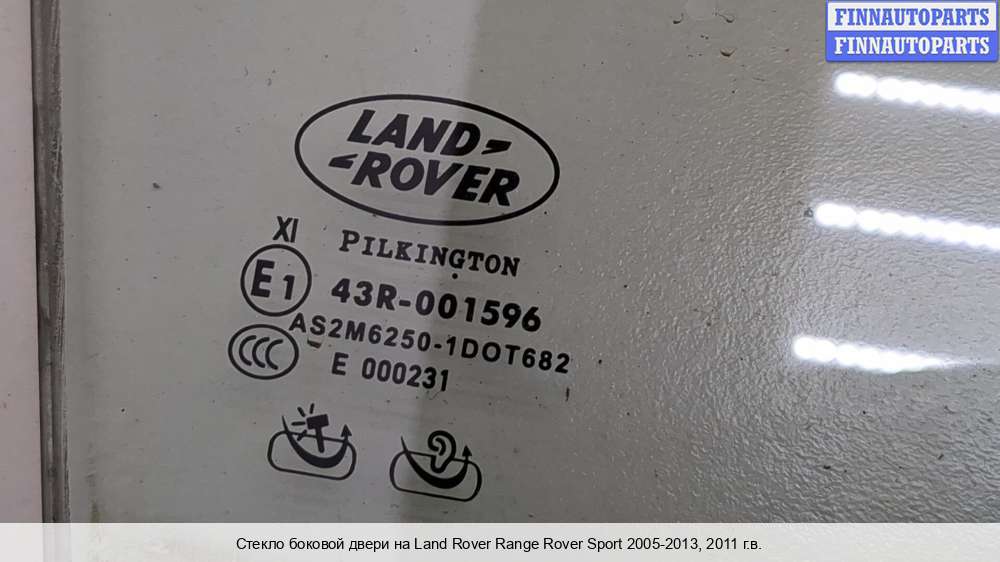 FINNAUTOPARTS
FINNAUTOPARTS
LAND
ROVER
XI PILKINGTON
E1 43R-001596
AS2M6250-1DOT682
CCC E 000231
Стекло боковой двери на Land Rover Range Rover Sport 2005-2013, 2011 г.в.